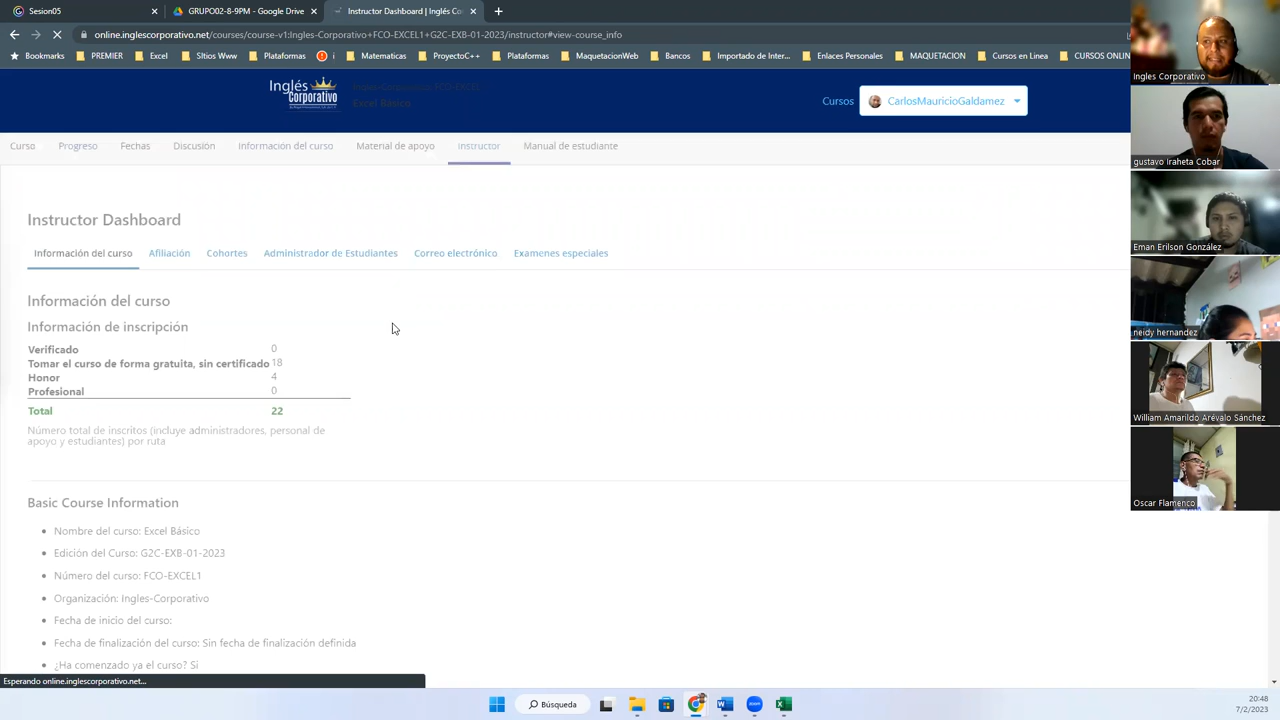 Sesion05
GRUPO02-8-9PM - Google Drive
Instructor Dashboard | Inglés Co
online.inglescorporativo.net/courses/course-v1:Ingles-Corporativo+FCO-EXCEL1+G2C-EXB-01-2023/instructor#view-course_info
Bookmarks PREMIER Excel Sitios Www Plataformas Matematicas ProyectoC++ Plataformas MaquetacionWeb Bancos Importado de Inter... Enlaces Personales MAQUETACION Cursos en Linea CURSOS ON
Inglés
Corporativo
Ingles-Corporativo FCO-EXCEL1
Excel Básico
Cursos
CarlosMauricioGaldamez
Curso Progreso Fechas Discusión Información del curso Material de apoyo Instructor Manual de estudiante
Instructor Dashboard
Información del curso Afiliación Cohortes Administrador de Estudiantes Correo electrónico Examenes especiales
Información del curso
Información de inscripción
Verificado 0
Tomar el curso de forma gratuita, sin certificado 18
Honor 4
Profesional 0
Total 22
Número total de inscritos (incluye administradores, personal de
apoyo y estudiantes) por ruta
Basic Course Information
Nombre del curso: Excel Básico
Edición del Curso: G2C-EXB-01-2023
Número del curso: FCO-EXCEL1
Organización: Ingles-Corporativo
Fecha de inicio del curso:
Fecha de finalización del curso: Sin fecha de finalización definida
¿Ha comenzado ya el curso? Sí
Esperando online.inglescorporativo.net...
Búsqueda
20:48
7/2/2023
Ingles Corporativo
gustavo Iraheta Cobar
Eman Erilson González
neidy hernandez
William Amarildo Arévalo Sánchez
Oscar Flamenco